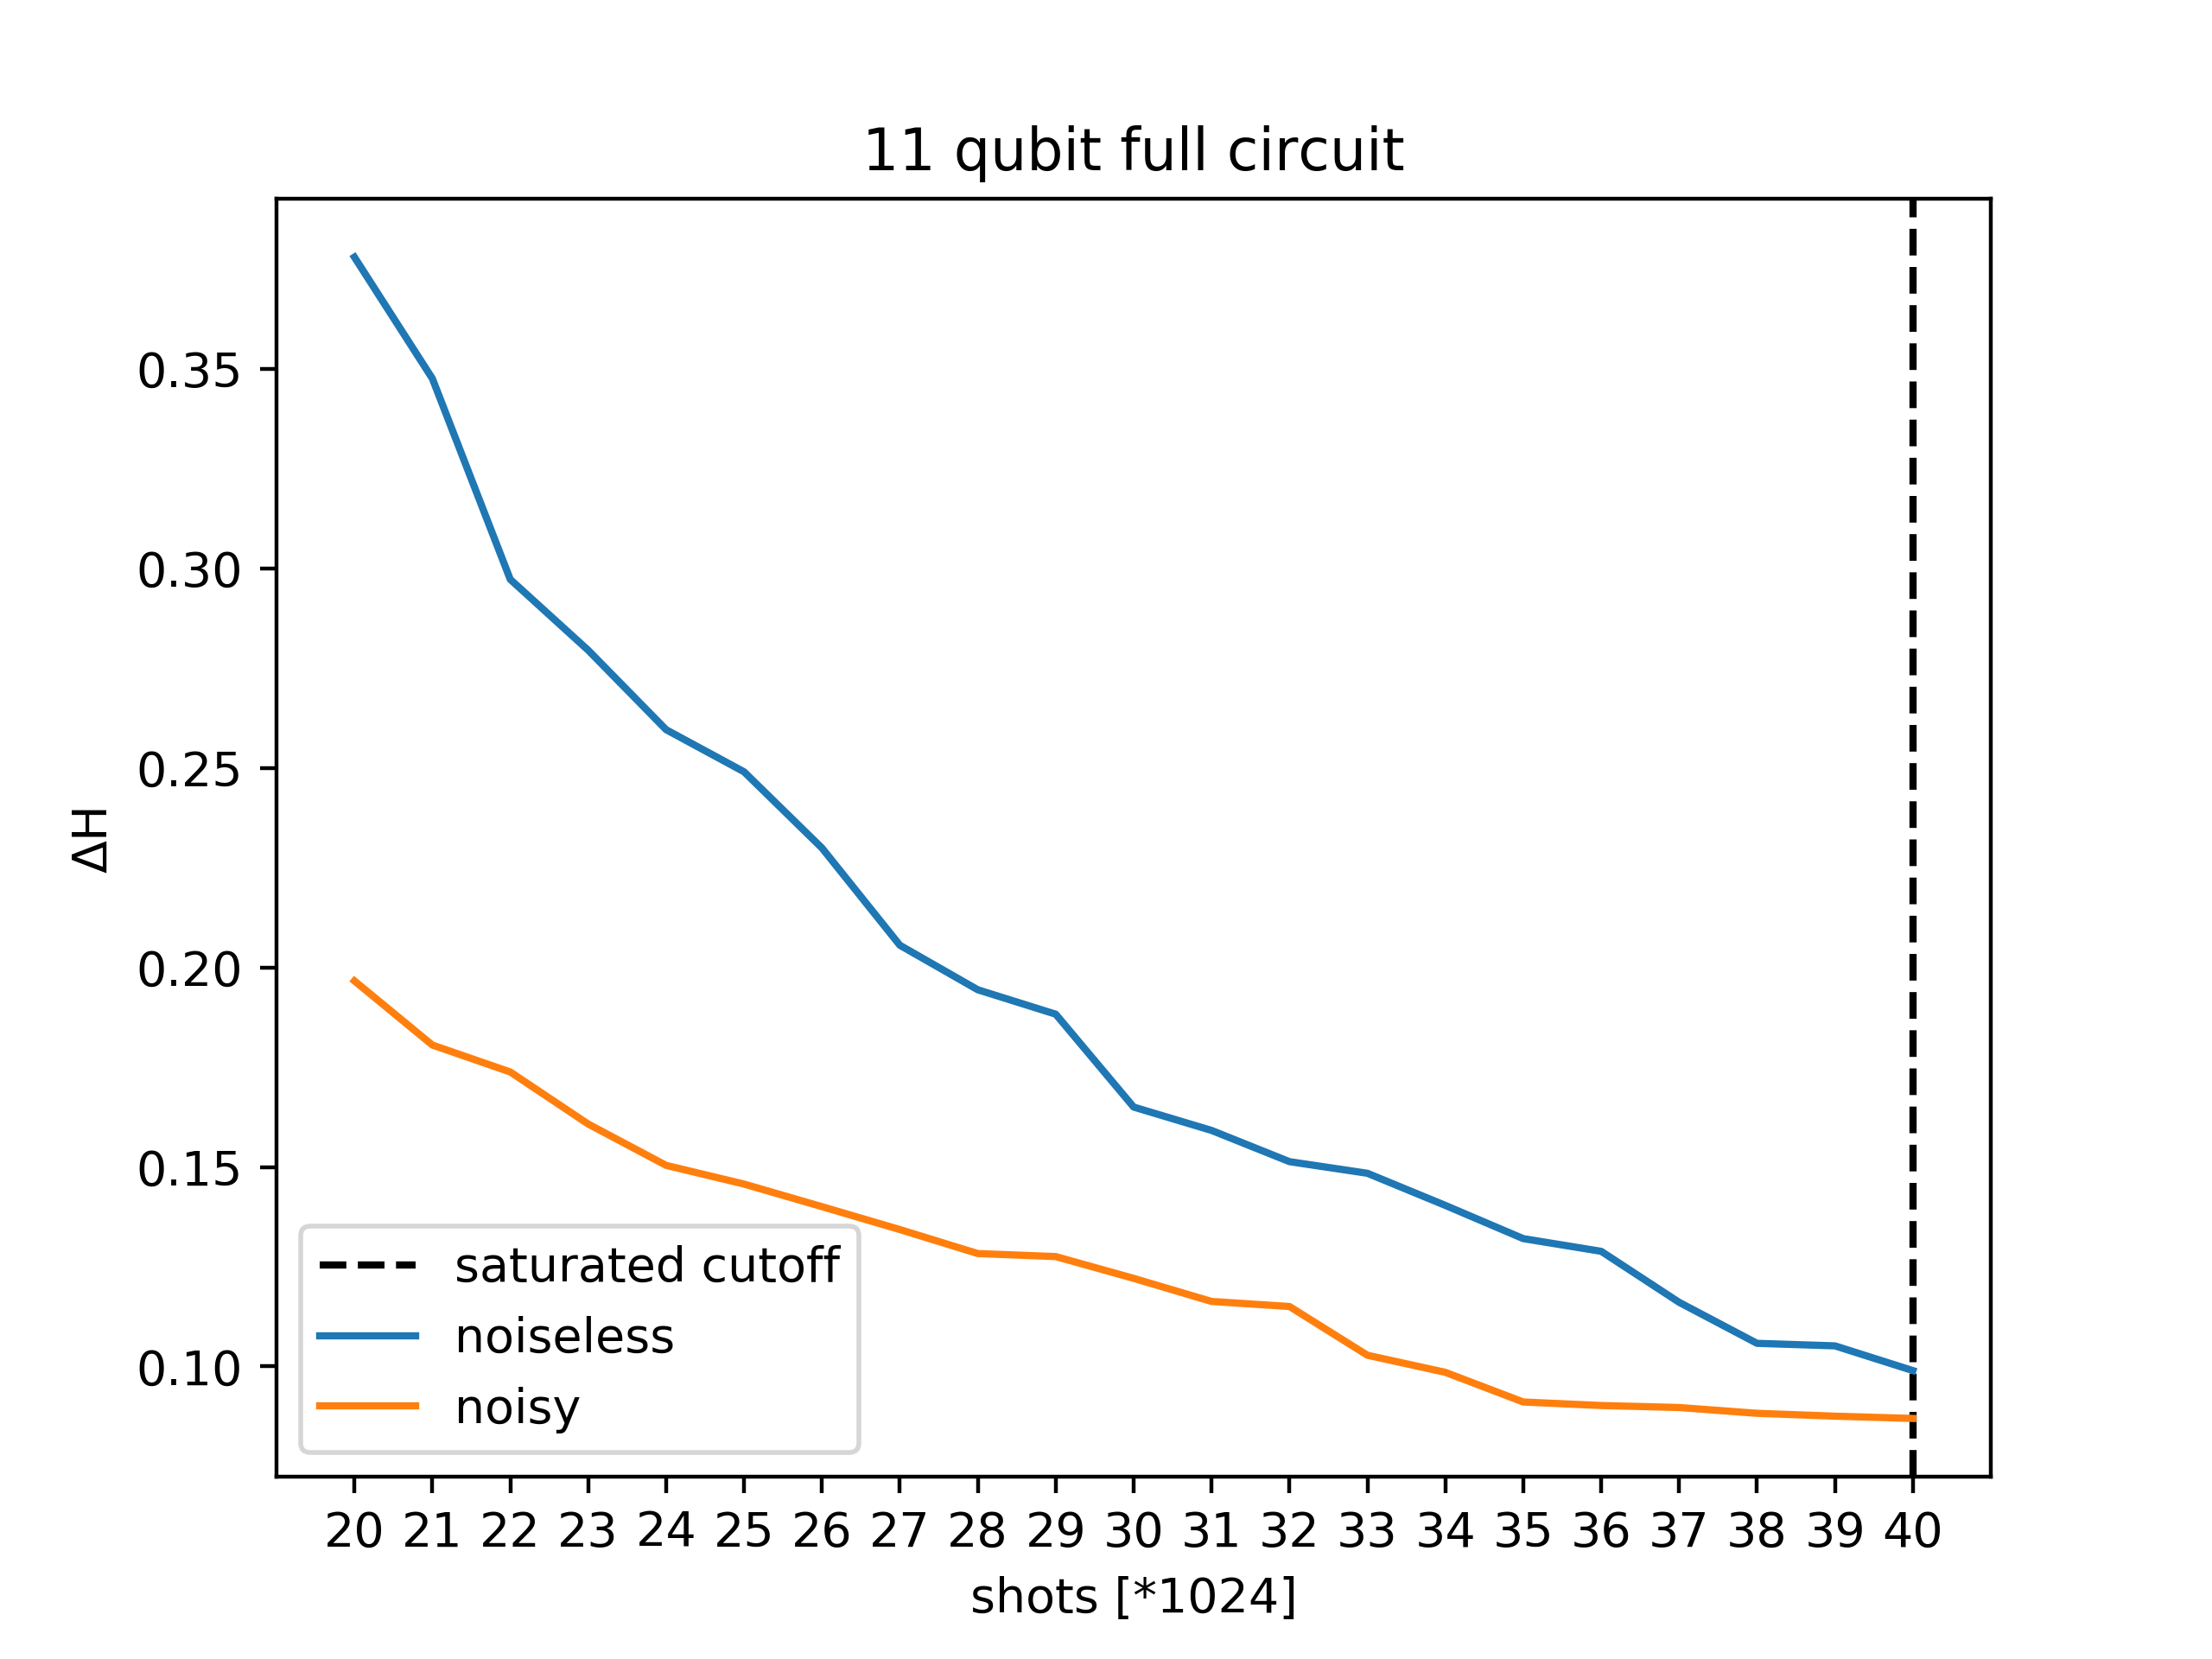 11 qubit full circuit
0.35
0.30
0.25
0.20
0.15
0.10
ΔH
saturated cutoff
noiseless
noisy
20 21 22 23 24 25 26 27 28 29 30 31 32 33 34 35 36 37 38 39 40
shots [*1024]